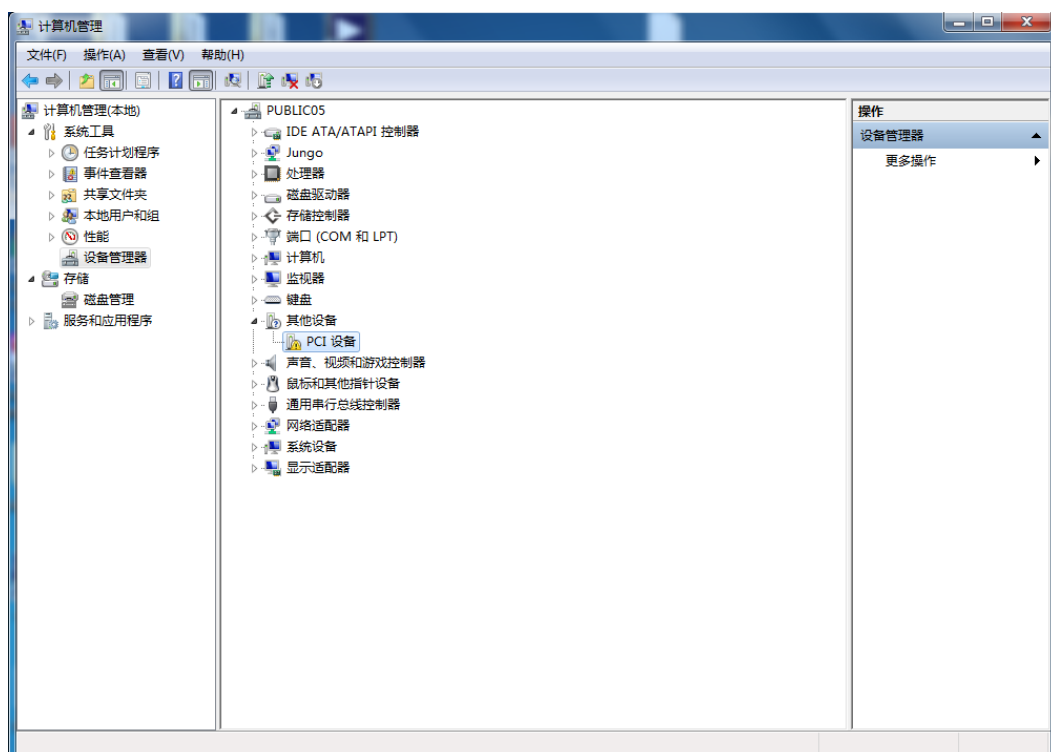 计算机管理
文件(F) 操作(A) 查看(V) 帮助(H)
计算机管理(本地)
系统工具
任务计划程序
事件查看器
共享文件夹
本地用户和组
性能
设备管理器
存储
磁盘管理
服务和应用程序
PUBLIC05
IDE ATA/ATAPI 控制器
Jungo
处理器
磁盘驱动器
存储控制器
端口 (COM 和 LPT)
计算机
监视器
键盘
其他设备
PCI 设备
声音、视频和游戏控制器
鼠标和其他指针设备
通用串行总线控制器
网络适配器
系统设备
显示适配器
操作
设备管理器
更多操作